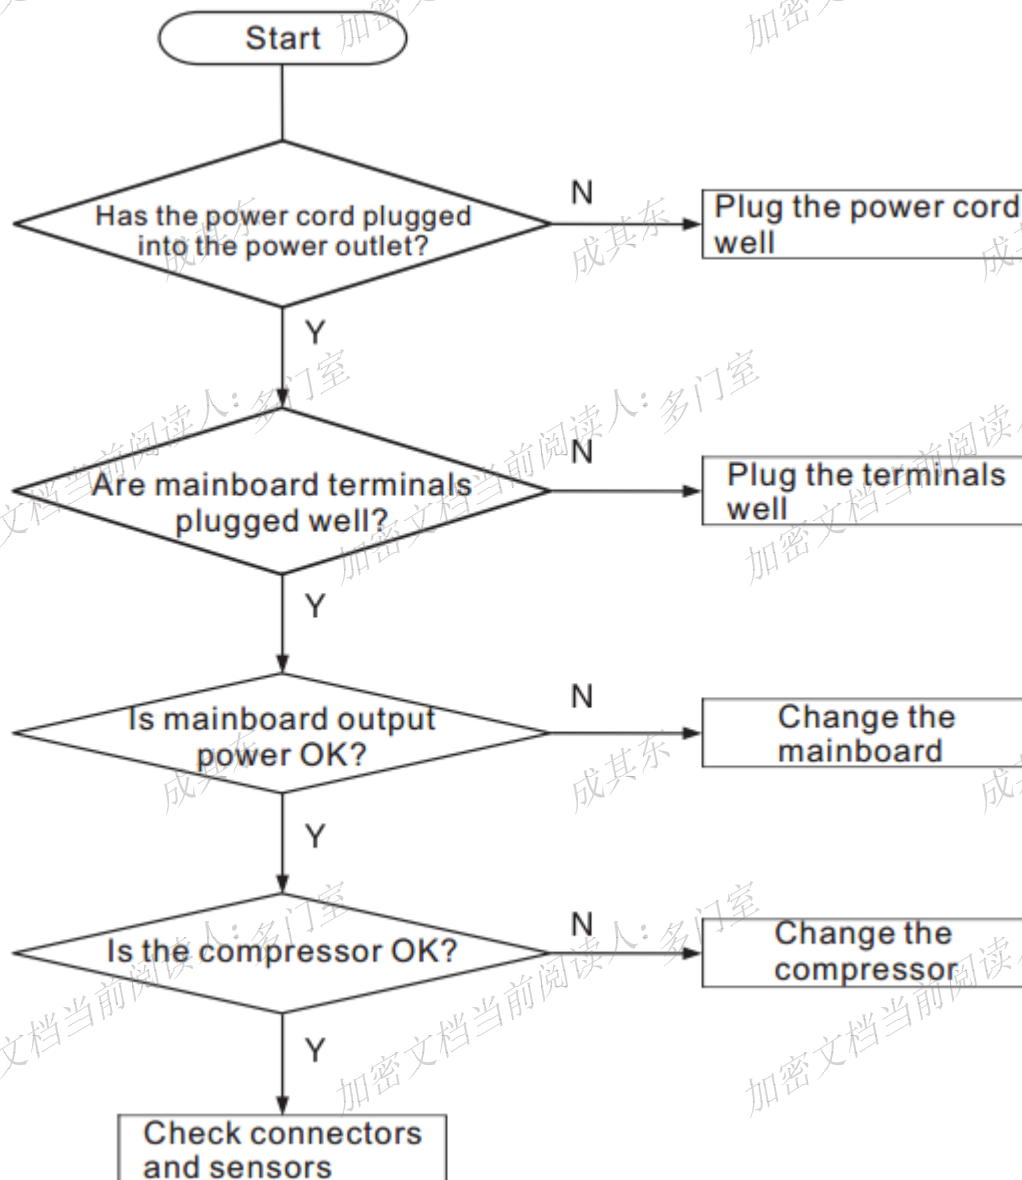 Start
Has the power cord plugged
into the power outlet?
N
Plug the power cord
well
Y
Are mainboard terminals
plugged well?
N
Plug the terminals
well
Y
Is mainboard output
power OK?
N
Change the
mainboard
Y
Is the compressor OK?
N
Change the
compressor
Y
Check connectors
and sensors
加密文档当前阅读人：多门室
成其东